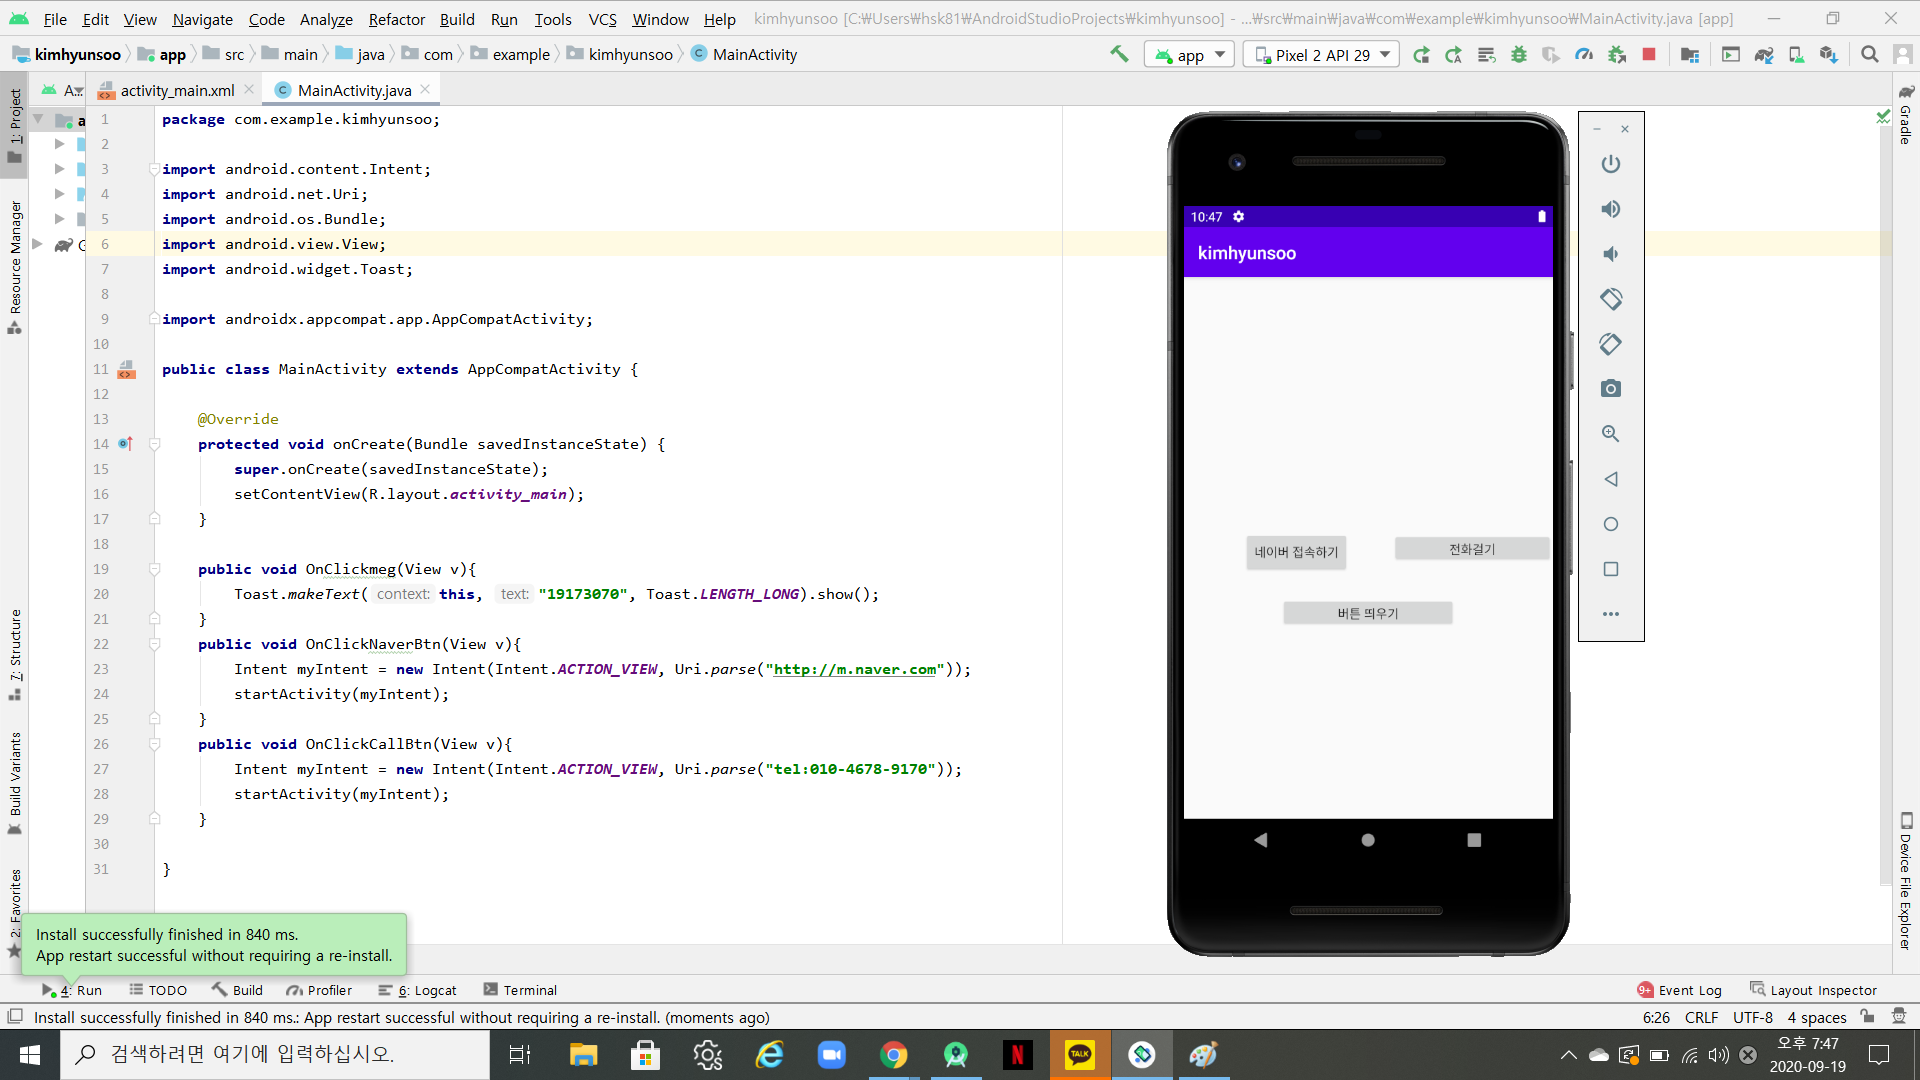 File Edit View Navigate Code Analyze Refactor Build Run Tools VCS Window Help kimhyunsoo [C:₩Users₩hsk81₩AndroidStudioProjects₩kimhyunsoo] - ...₩src₩main₩java₩com₩example₩kimhyunsoo₩MainActivity.java [app]
kimhyunsoo app src main java com example kimhyunsoo C MainActivity app Pixel 2 API 29
A... activity_main.xml C MainActivity.java
1: Project
Resource Manager
7: Structure
Build Variants
2: Favorites
Gradle
Device File Explorer
a
G
1 package com.example.kimhyunsoo;
2
3 import android.content.Intent;
4 import android.net.Uri;
5 import android.os.Bundle;
6 import android.view.View;
7 import android.widget.Toast;
8
9 import androidx.appcompat.app.AppCompatActivity;
10
11 public class MainActivity extends AppCompatActivity {
12
13 @Override
14 protected void onCreate(Bundle savedInstanceState) {
15 super.onCreate(savedInstanceState);
16 setContentView(R.layout.activity_main);
17 }
18
19 public void OnClickmeg(View v){
20 Toast.makeText( context: this, text: "19173070", Toast.LENGTH_LONG).show();
21 }
22 public void OnClickNaverBtn(View v){
23 Intent myIntent = new Intent(Intent.ACTION_VIEW, Uri.parse("http://m.naver.com"));
24 startActivity(myIntent);
25 }
26 public void OnClickCallBtn(View v){
27 Intent myIntent = new Intent(Intent.ACTION_VIEW, Uri.parse("tel:010-4678-9170"));
28 startActivity(myIntent);
29 }
30
31 }
10:47
kimhyunsoo
네이버 접속하기
전화걸기
버튼 띄우기
Install successfully finished in 840 ms.
App restart successful without requiring a re-install.
4: Run TODO Build Profiler 6: Logcat Terminal 9+ Event Log Layout Inspector
Install successfully finished in 840 ms.: App restart successful without requiring a re-install. (moments ago) 6:26 CRLF UTF-8 4 spaces
검색하려면 여기에 입력하십시오.
N
TALK
오후 7:47
2020-09-19